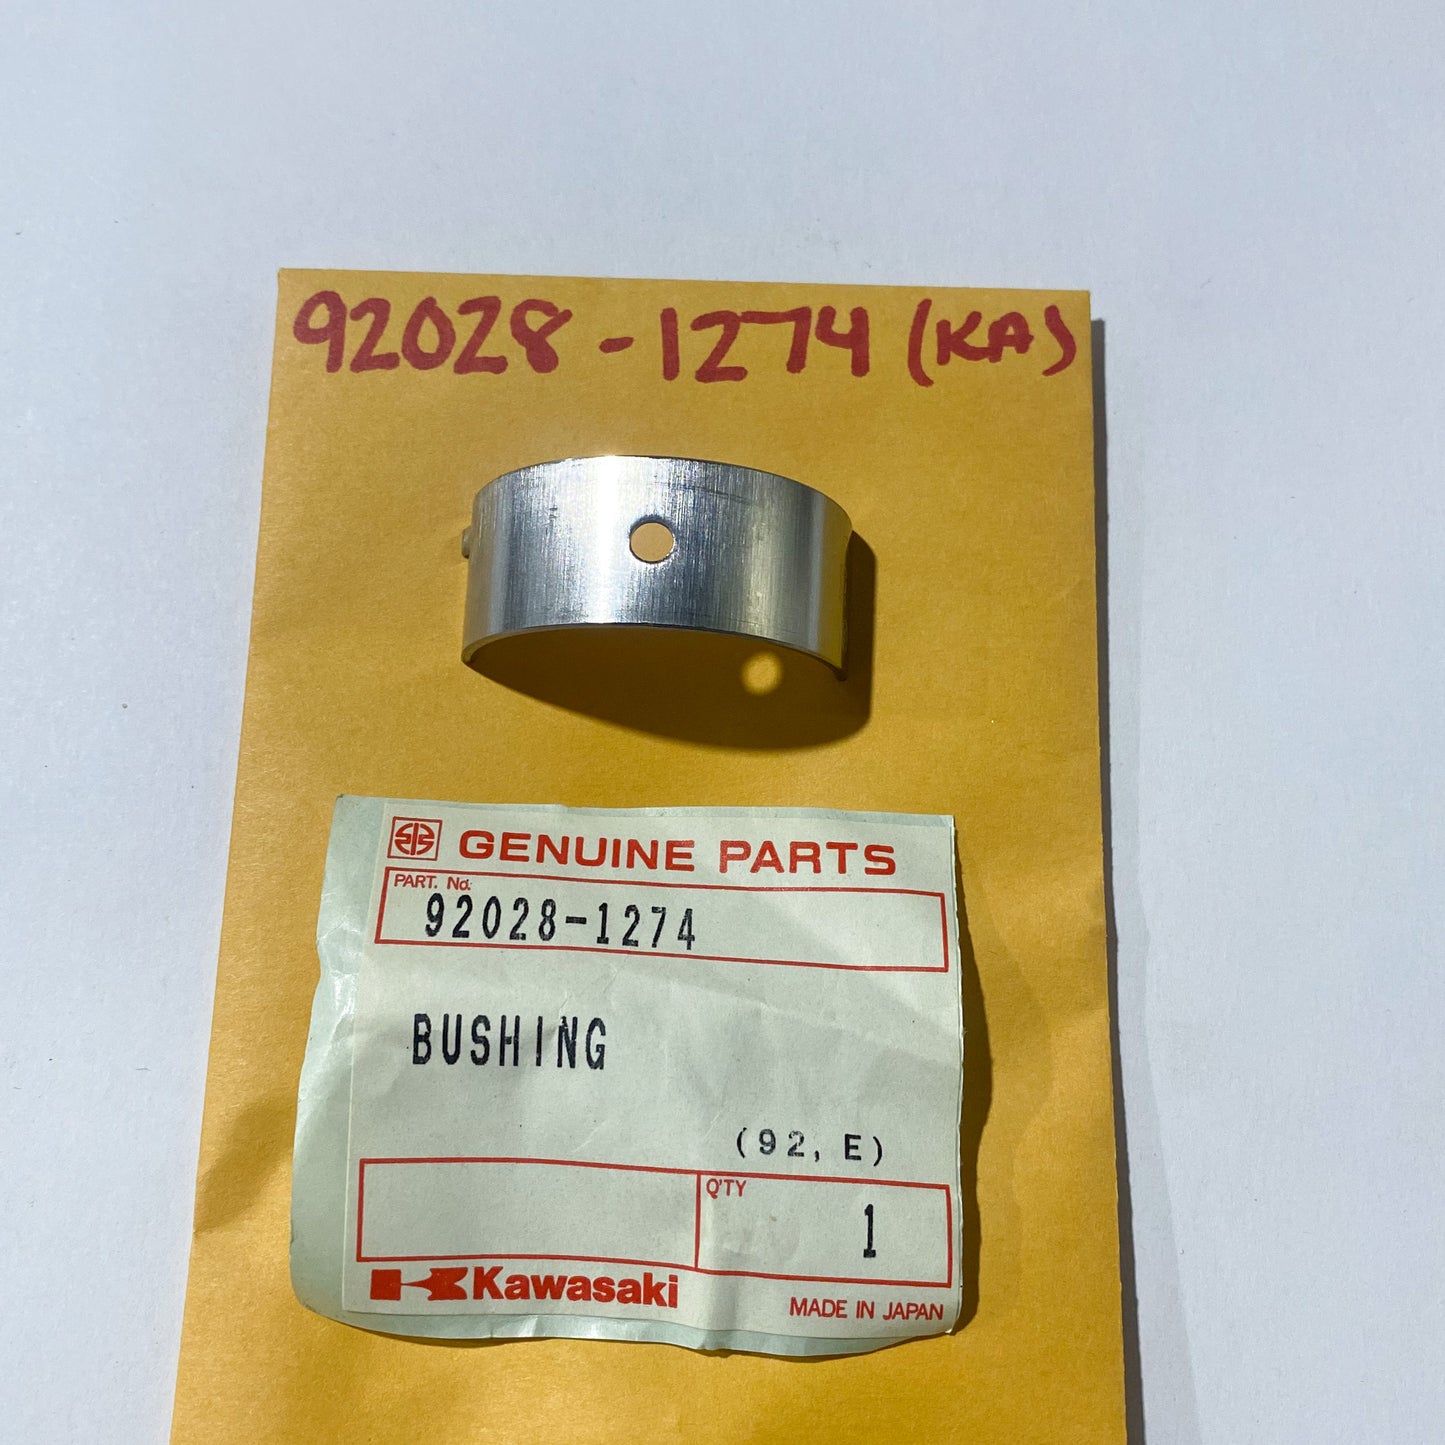 92028-1274 (KA)
GENUINE PARTS
PART. No.
92028-1274
BUSHING
(92, E)
Q'TY
1
Kawasaki
MADE IN JAPAN